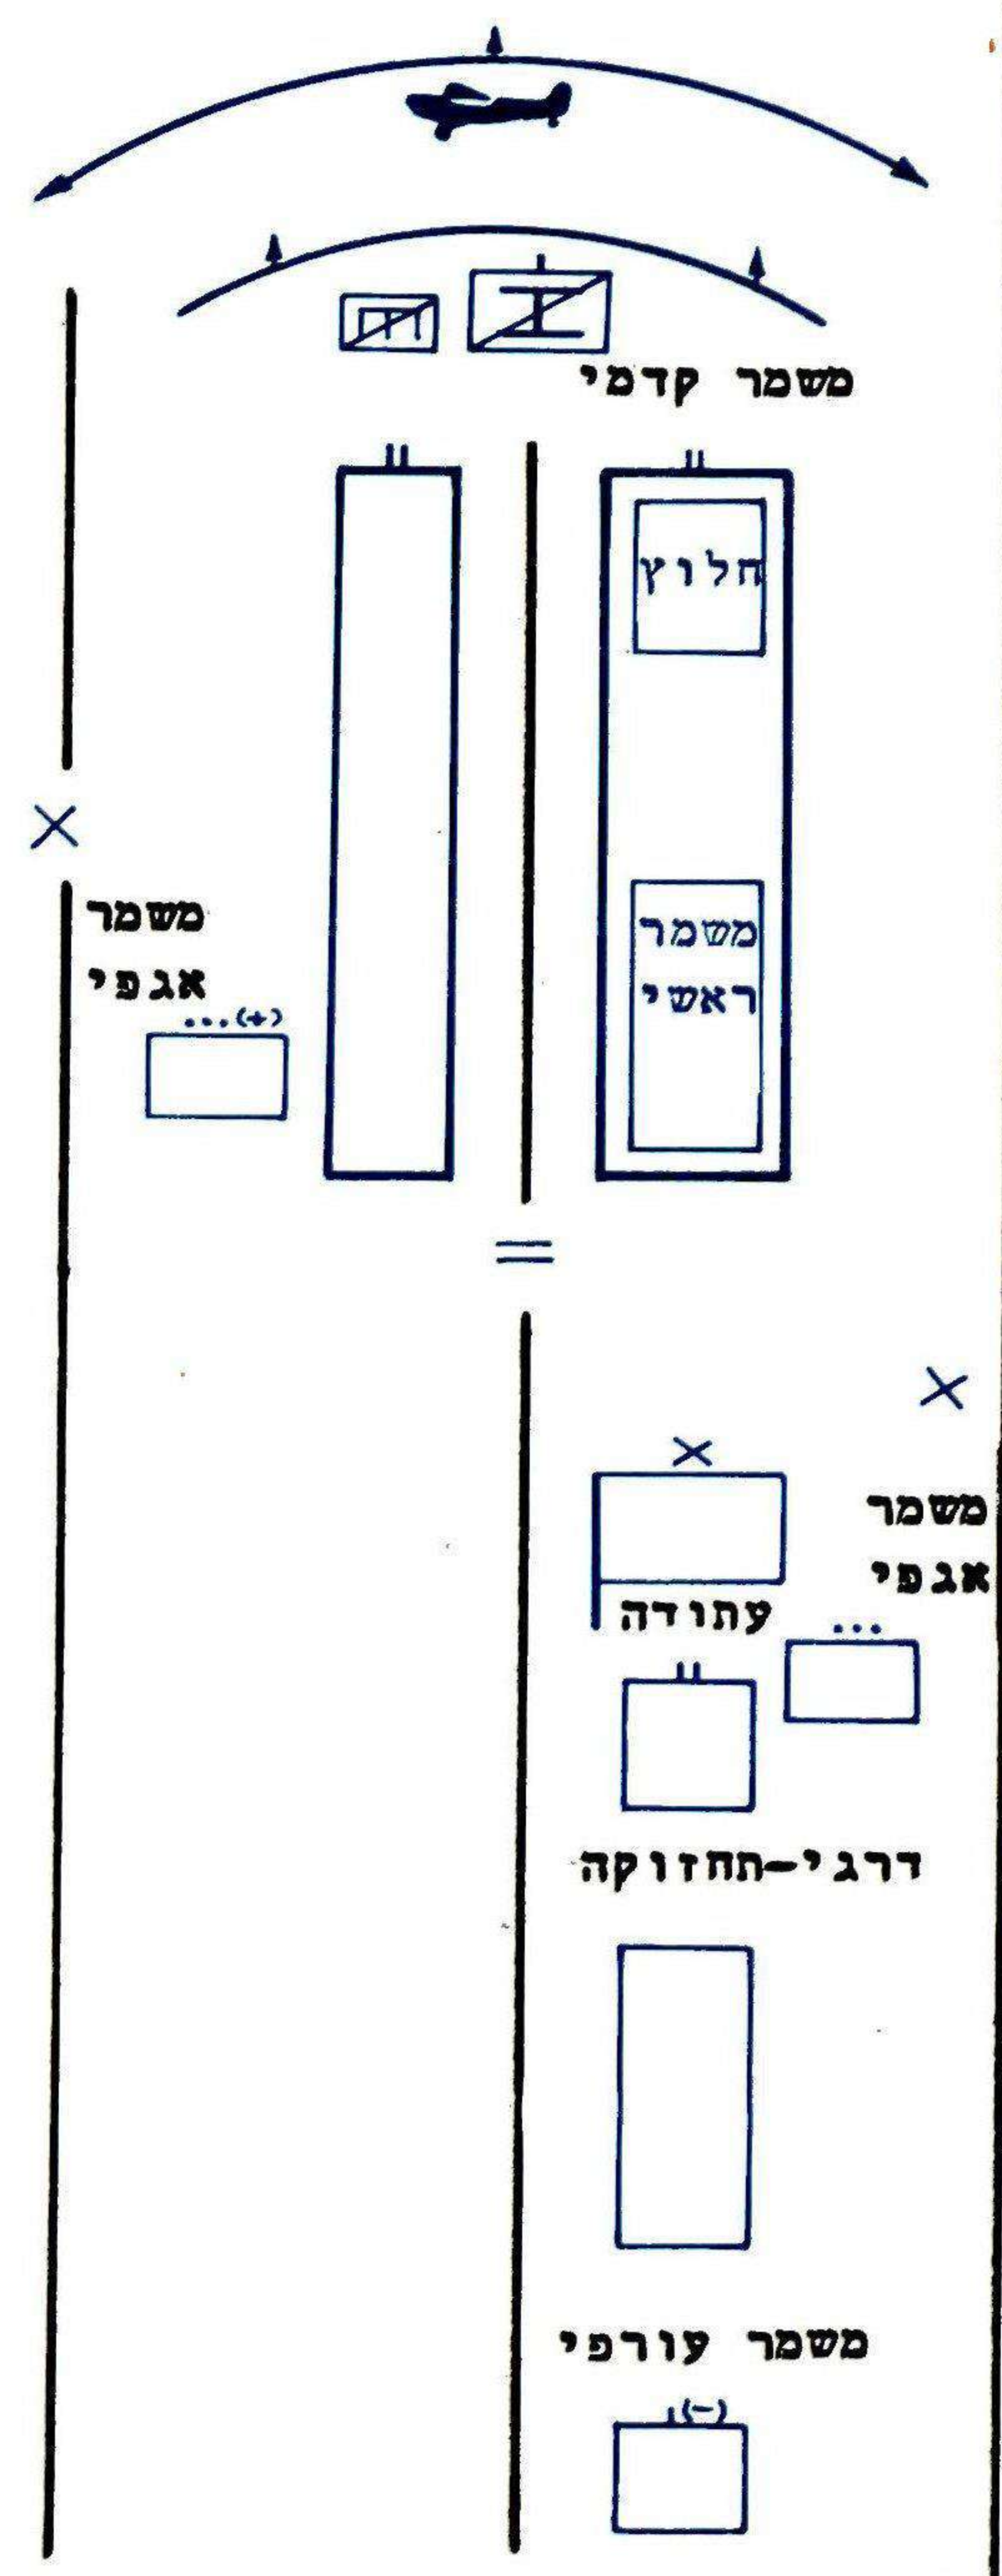 משמר קדמי
חלוץ
משמר
ראשי
משמר
אגפי
...(+)
משמר
אגפי
...
עתודה
דרגי-תחזוקה
משמר עורפי
ו(-)